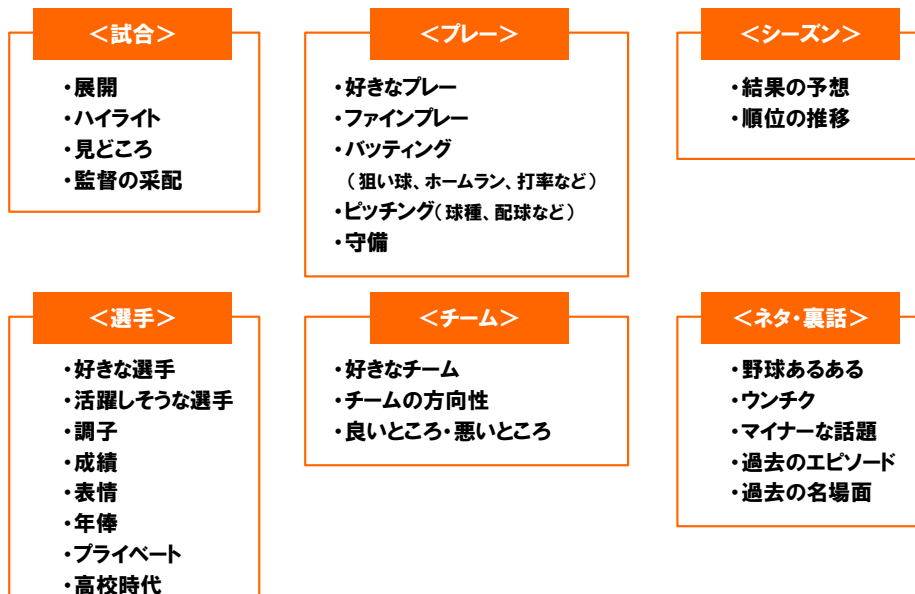 <試合>
・展開
・ハイライト
・見どころ
・監督の采配
<プレー>
・好きなプレー
・ファインプレー
・バッティング
(狙い球、ホームラン、打率など)
・ピッチング(球種、配球など)
・守備
<シーズン>
・結果の予想
・順位の推移
<選手>
・好きな選手
・活躍しそうな選手
・調子
・成績
・表情
・年俸
・プライベート
・高校時代
<チーム>
・好きなチーム
・チームの方向性
・良いところ・悪いところ
<ネタ・裏話>
・野球あるある
・ウンチク
・マイナーな話題
・過去のエピソード
・過去の名場面